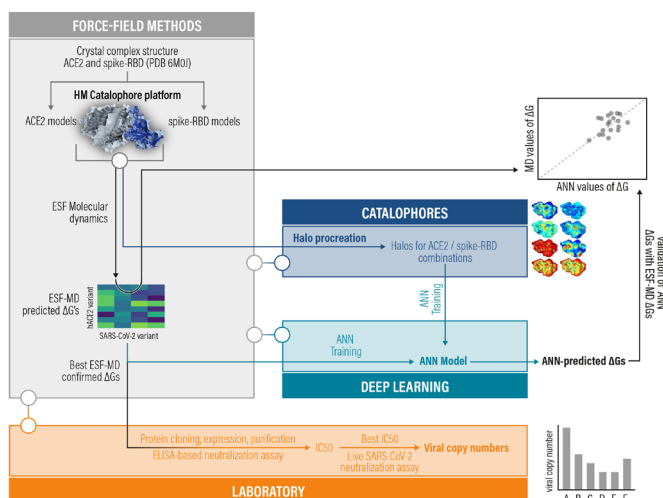 FORCE-FIELD METHODS
Crystal complex structure
ACE2 and spike-RBD (PDB 6M0J)
HM Catalophore platform
ACE2 models
spike-RBD models
ESF Molecular
dynamics
ESF-MD
predicted ΔG's
hACE2 variant
SARS-CoV-2 variant
Best ESF-MD
confirmed ΔGs
CATALOPHORES
Halo procreation
Halos for ACE2 / spike-RBD
combinations
ANN
Training
ANN
Training
ANN Model
ANN-predicted ΔGs
DEEP LEARNING
MD values of ΔG
ANN values of ΔG
Validation of ANN
ΔGs with ESF-MD ΔGs
Protein cloning, expression, purification
ELISA-based neutralization assay
IC50
Best IC50
Live SARS-CoV-2
neutralization assay
Viral copy numbers
LABORATORY
viral copy number
A B C D E F